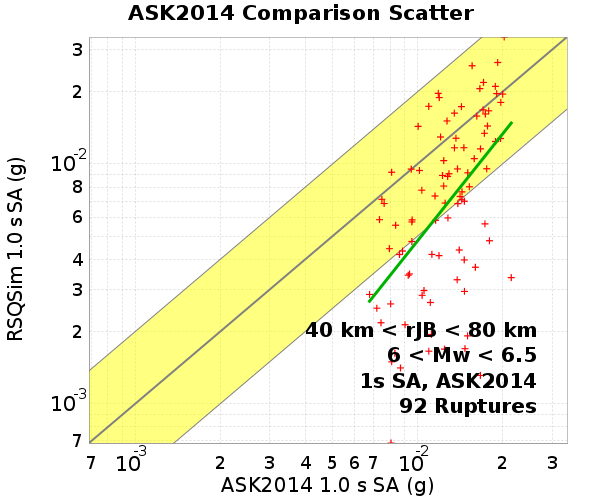 ASK2014 Comparison Scatter
3
2
10-2
8
6
4
3
2
10-3
7
RSQSim 1.0 s SA (g)
40 km < rJB < 80 km
6 < Mw < 6.5
1s SA, ASK2014
92 Ruptures
7 10-3 2 3 4 5 6 7 10-2 2 3
ASK2014 1.0 s SA (g)